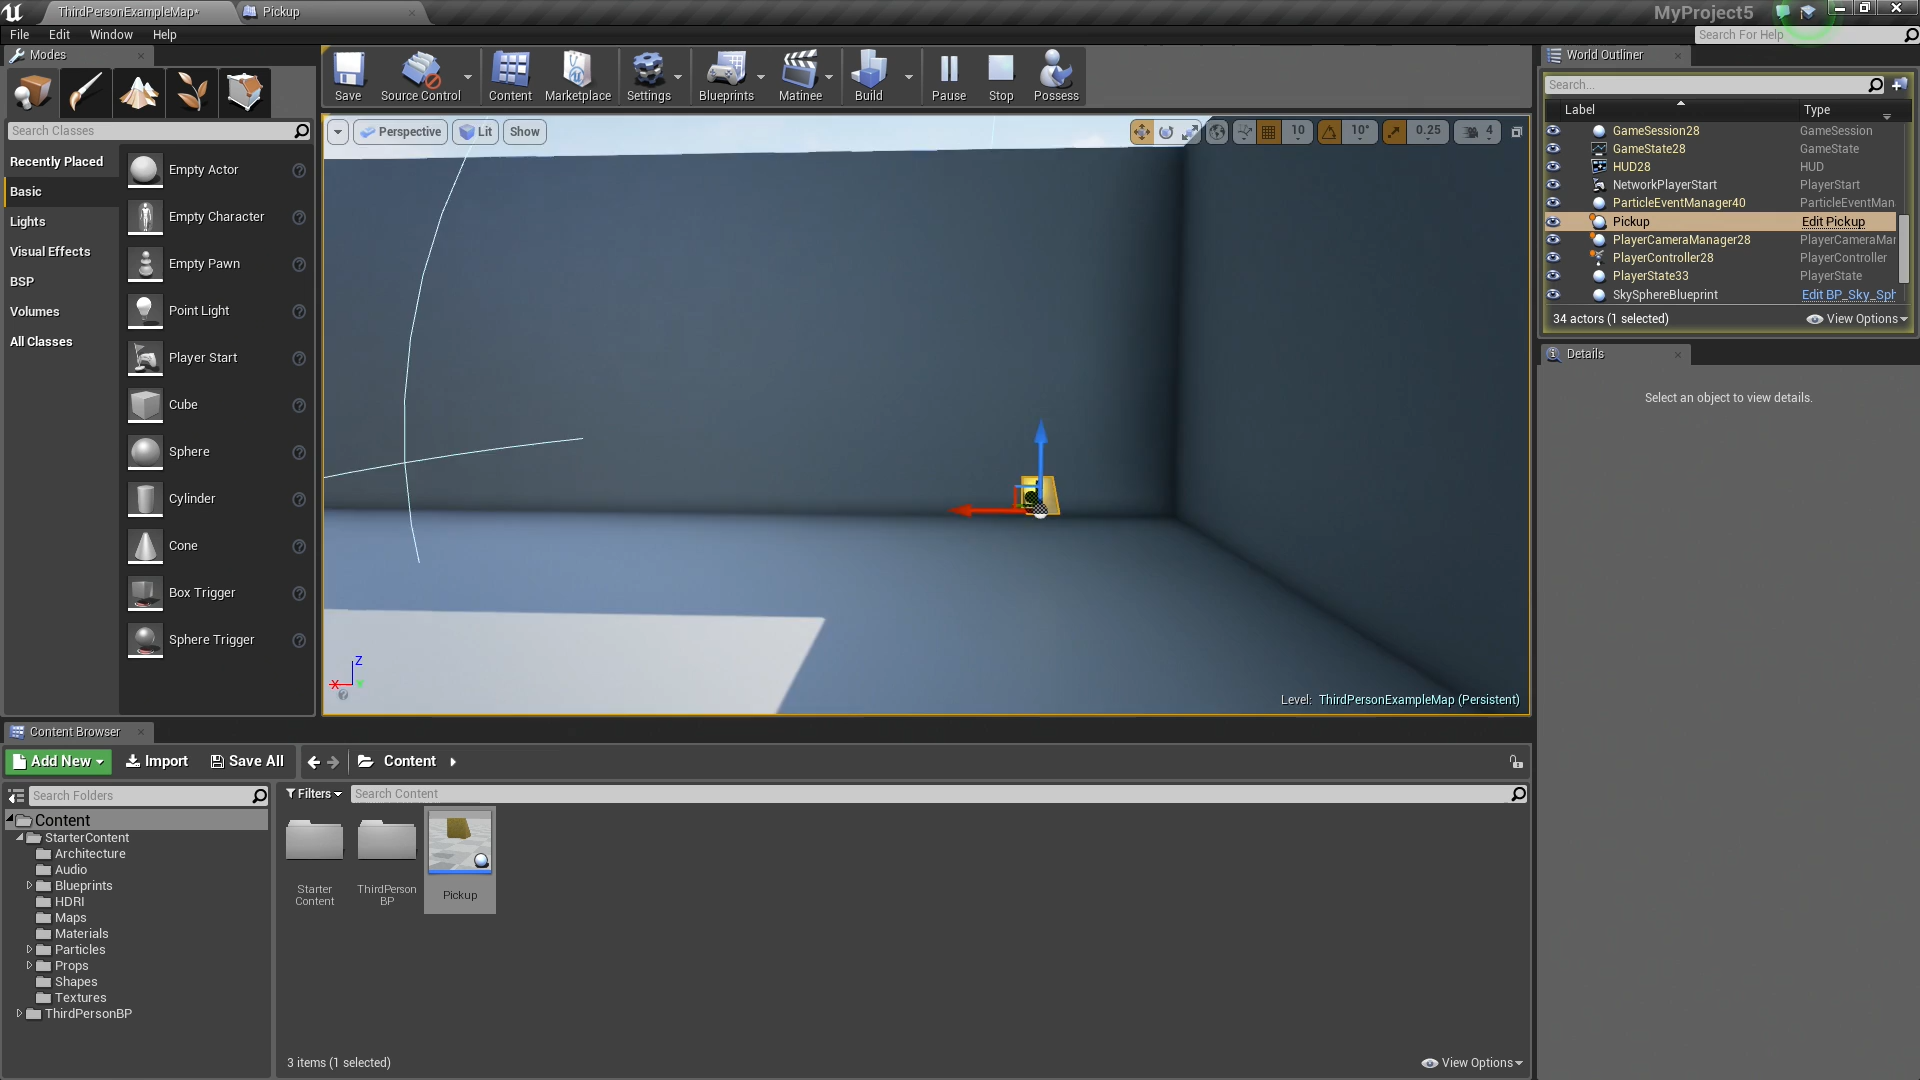 ThirdPersonExampleMap*
Pickup
MyProject5
File Edit Window Help
Search For Help
Modes
Save
Source Control
Content
Marketplace
Settings
Blueprints
Matinee
Build
Pause
Stop
Possess
World Outliner
Search...
Label Type
Search Classes
Recently Placed
Basic
Lights
Visual Effects
BSP
Volumes
All Classes
Empty Actor
Empty Character
Empty Pawn
Point Light
Player Start
Cube
Sphere
Cylinder
Cone
Box Trigger
Sphere Trigger
Perspective
Lit
Show
10
10°
0.25
4
Z
X
Y
Level: ThirdPersonExampleMap (Persistent)
GameSession28 GameSession
GameState28 GameState
HUD28 HUD
NetworkPlayerStart PlayerStart
ParticleEventManager40 ParticleEventMan
Pickup Edit Pickup
PlayerCameraManager28 PlayerCameraMar
PlayerController28 PlayerController
PlayerState33 PlayerState
SkySphereBlueprint Edit BP_Sky_Sph
34 actors (1 selected)
View Options
Details
Select an object to view details.
Content Browser
Add New
Import
Save All
Content
Search Folders
Filters
Search Content
Content
StarterContent
Architecture
Audio
Blueprints
HDRI
Maps
Materials
Particles
Props
Shapes
Textures
ThirdPersonBP
Starter
Content
ThirdPerson
BP
Pickup
3 items (1 selected)
View Options